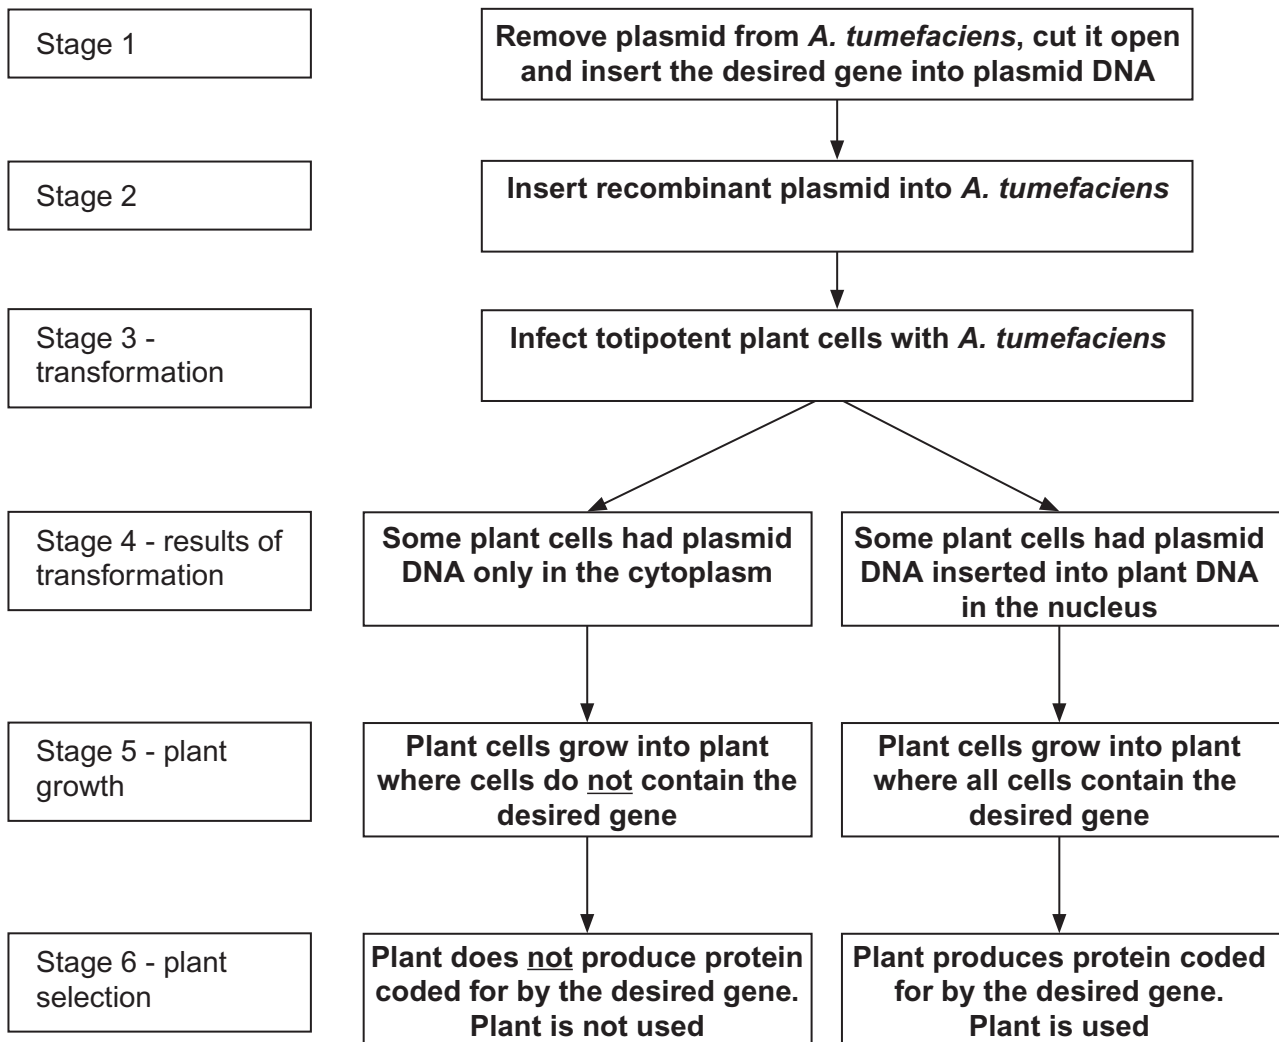 Stage 1
Remove plasmid from A. tumefaciens, cut it open
and insert the desired gene into plasmid DNA
Stage 2
Insert recombinant plasmid into A. tumefaciens
Stage 3 -
transformation
Infect totipotent plant cells with A. tumefaciens
Stage 4 - results of
transformation
Some plant cells had plasmid
DNA only in the cytoplasm
Some plant cells had plasmid
DNA inserted into plant DNA
in the nucleus
Stage 5 - plant
growth
Plant cells grow into plant
where cells do not contain the
desired gene
Plant cells grow into plant
where all cells contain the
desired gene
Stage 6 - plant
selection
Plant does not produce protein
coded for by the desired gene.
Plant is not used
Plant produces protein coded
for by the desired gene.
Plant is used